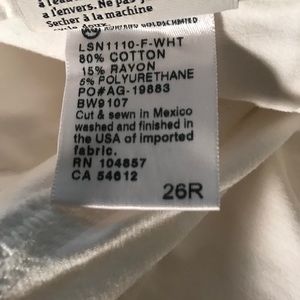 a l'envers. Ne pas
Sécher à la machine
LSN1110-F-WHT
80% COTTON
15% RAYON
5% POLYURETHANE
PO#AG-19883
BW9107
Cut & sewn in Mexico
washed and finished in
the USA of imported
fabric.
RN 104857
CA 54612
26R